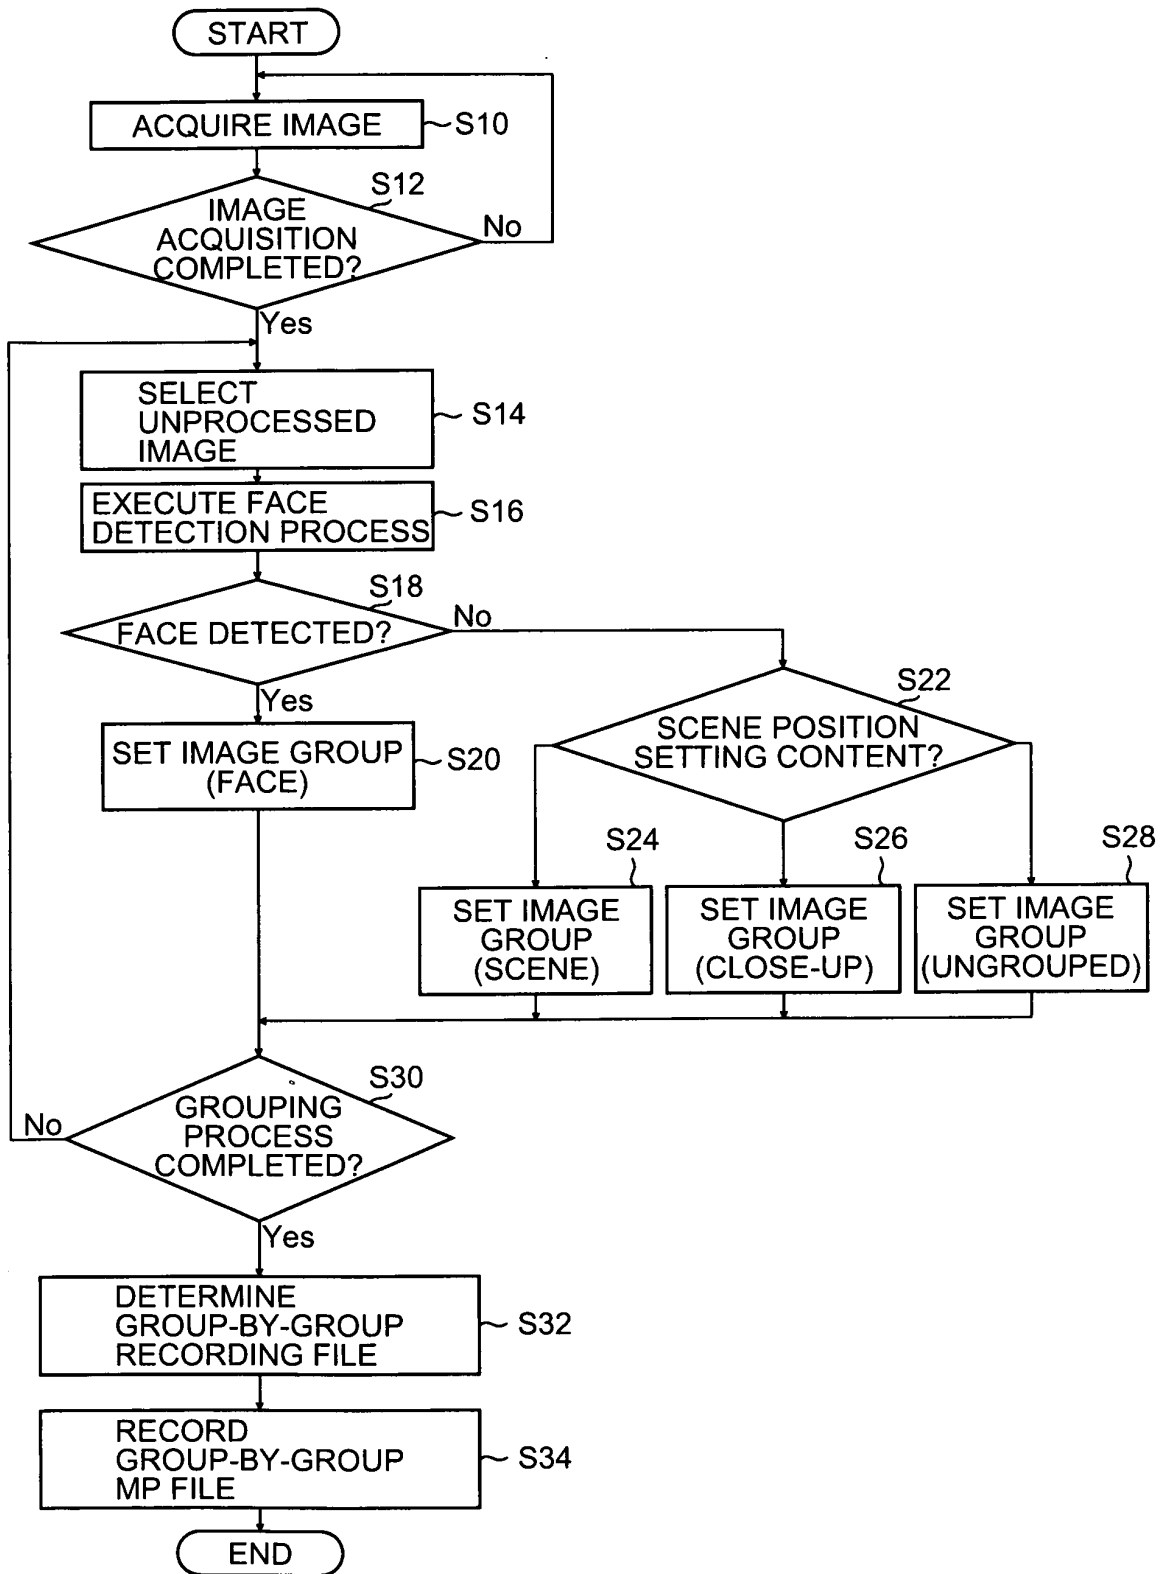 START
ACQUIRE IMAGE
S10
S12
IMAGE
ACQUISITION
COMPLETED?
No
Yes
SELECT
UNPROCESSED
IMAGE
S14
EXECUTE FACE
DETECTION PROCESS
S16
S18
FACE DETECTED?
No
Yes
SET IMAGE GROUP
(FACE)
S20
S22
SCENE POSITION
SETTING CONTENT?
S24
SET IMAGE
GROUP
(SCENE)
S26
SET IMAGE
GROUP
(CLOSE-UP)
S28
SET IMAGE
GROUP
(UNGROUPED)
S30
GROUPING
PROCESS
COMPLETED?
No
Yes
DETERMINE
GROUP-BY-GROUP
RECORDING FILE
S32
RECORD
GROUP-BY-GROUP
MP FILE
S34
END